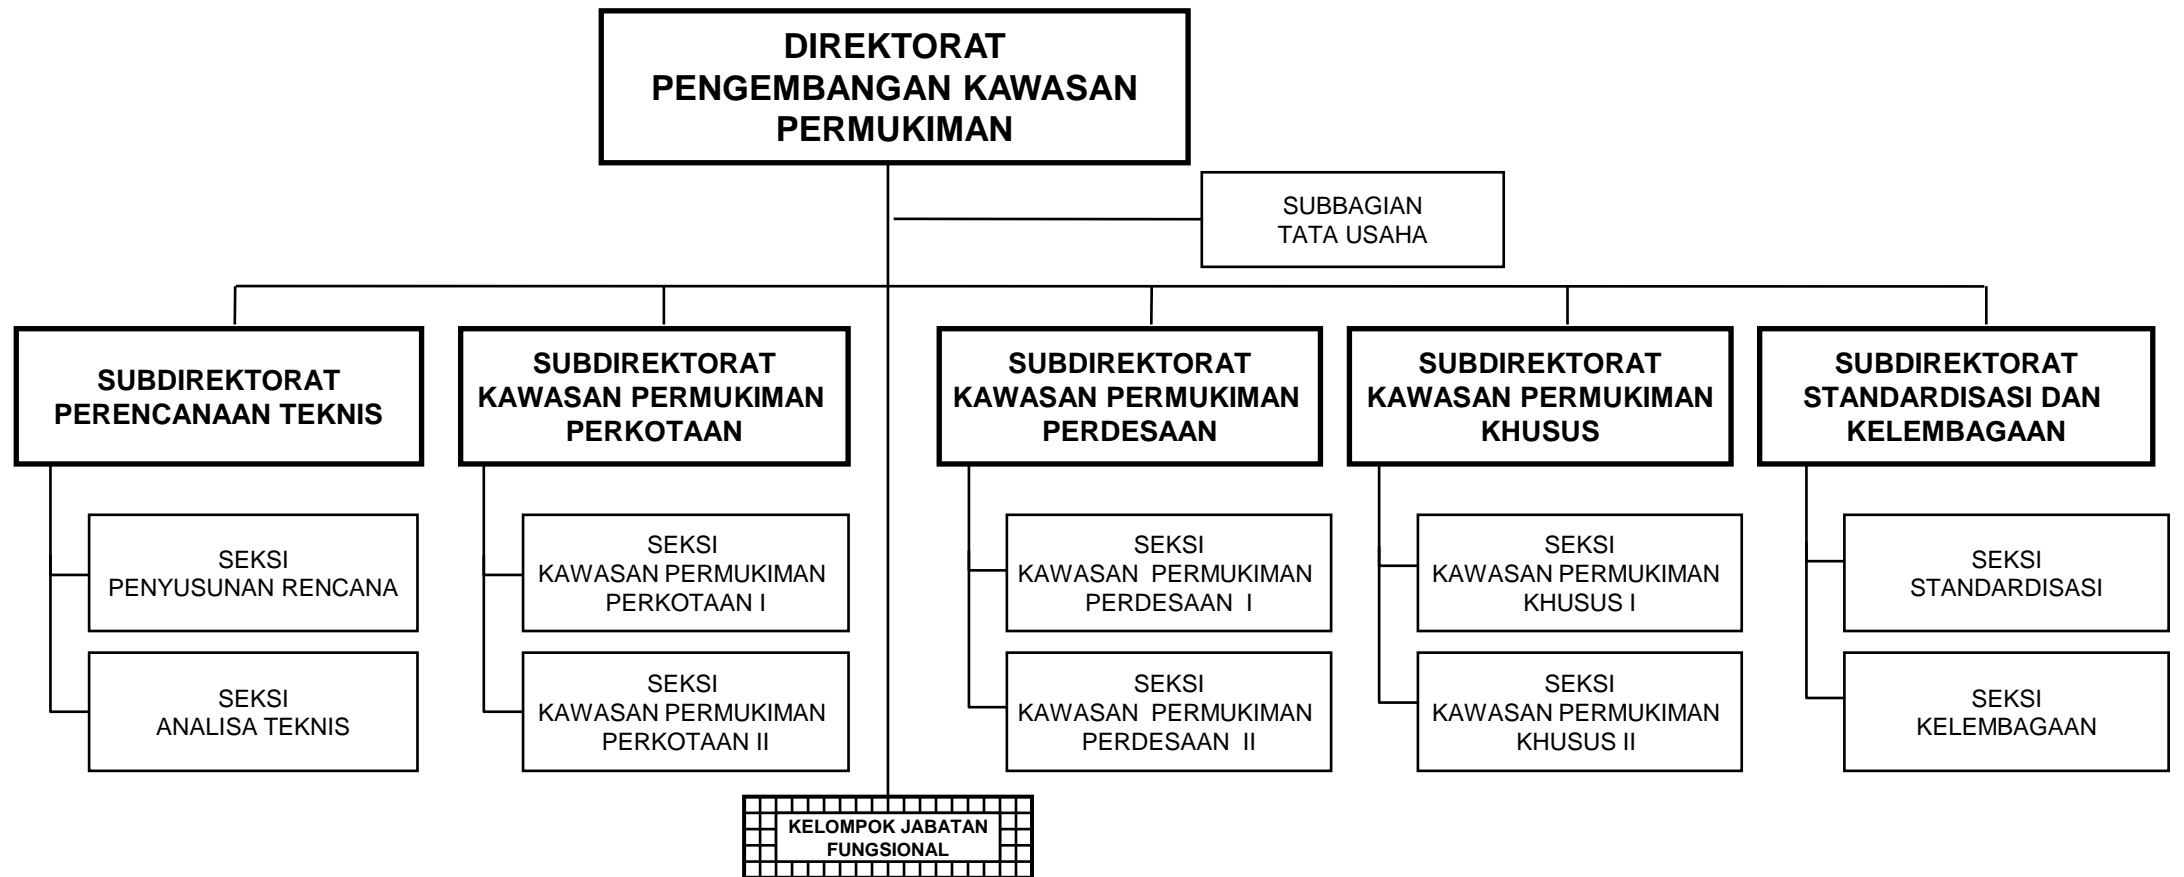 DIREKTORAT
PENGEMBANGAN KAWASAN
PERMUKIMAN
SUBBAGIAN
TATA USAHA
SUBDIREKTORAT
PERENCANAAN TEKNIS
SUBDIREKTORAT
KAWASAN PERMUKIMAN
PERKOTAAN
SUBDIREKTORAT
KAWASAN PERMUKIMAN
PERDESAAN
SUBDIREKTORAT
KAWASAN PERMUKIMAN
KHUSUS
SUBDIREKTORAT
STANDARDISASI DAN
KELEMBAGAAN
SEKSI
PENYUSUNAN RENCANA
SEKSI
KAWASAN PERMUKIMAN
PERKOTAAN I
SEKSI
KAWASAN PERMUKIMAN
PERDESAAN I
SEKSI
KAWASAN PERMUKIMAN
KHUSUS I
SEKSI
STANDARDISASI
SEKSI
ANALISA TEKNIS
SEKSI
KAWASAN PERMUKIMAN
PERKOTAAN II
SEKSI
KAWASAN PERMUKIMAN
PERDESAAN II
SEKSI
KAWASAN PERMUKIMAN
KHUSUS II
SEKSI
KELEMBAGAAN
KELOMPOK JABATAN
FUNGSIONAL